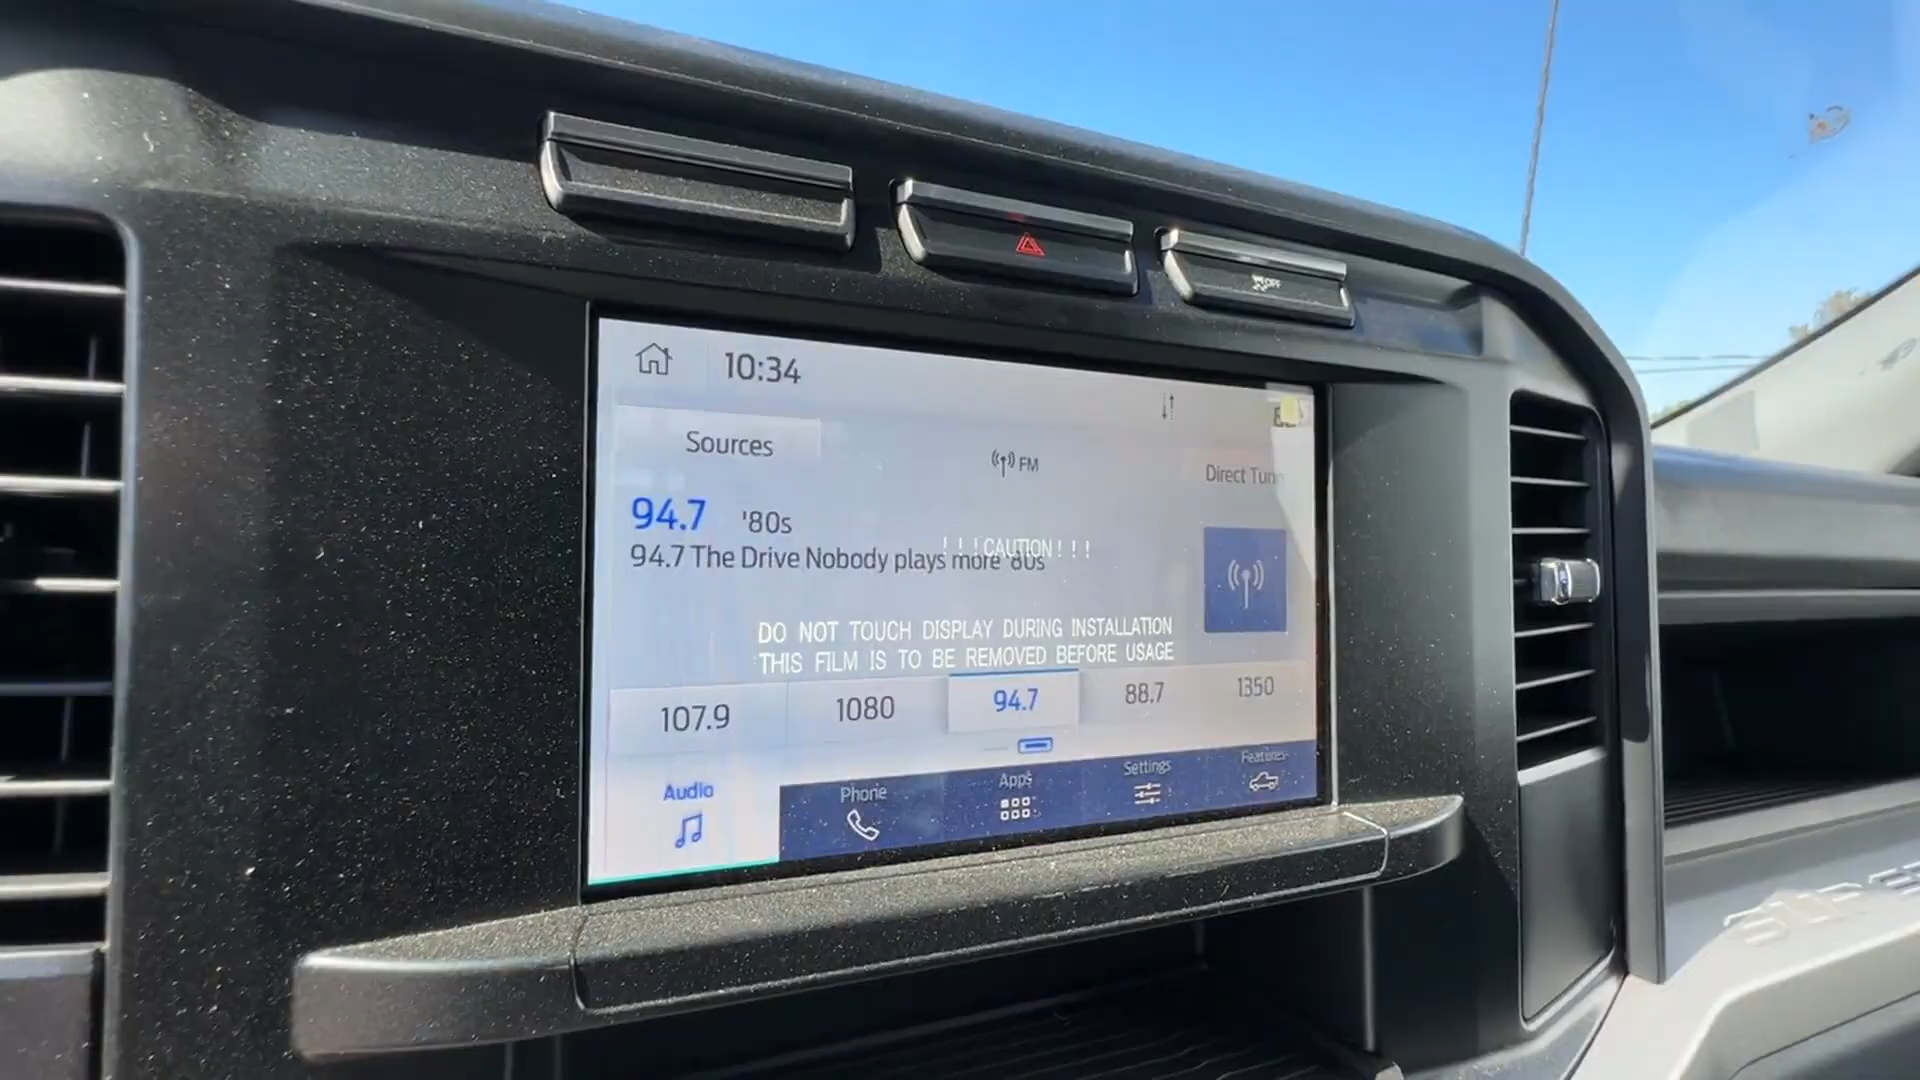 OFF
10:34
Sources
FM
Direct Tune
94.7 '80s
94.7 The Drive Nobody plays more '80s
! ! ! CAUTION ! ! !
DO NOT TOUCH DISPLAY DURING INSTALLATION
THIS FILM IS TO BE REMOVED BEFORE USAGE
107.9 1080 94.7 88.7 1350
Audio Phone Apps Settings Features